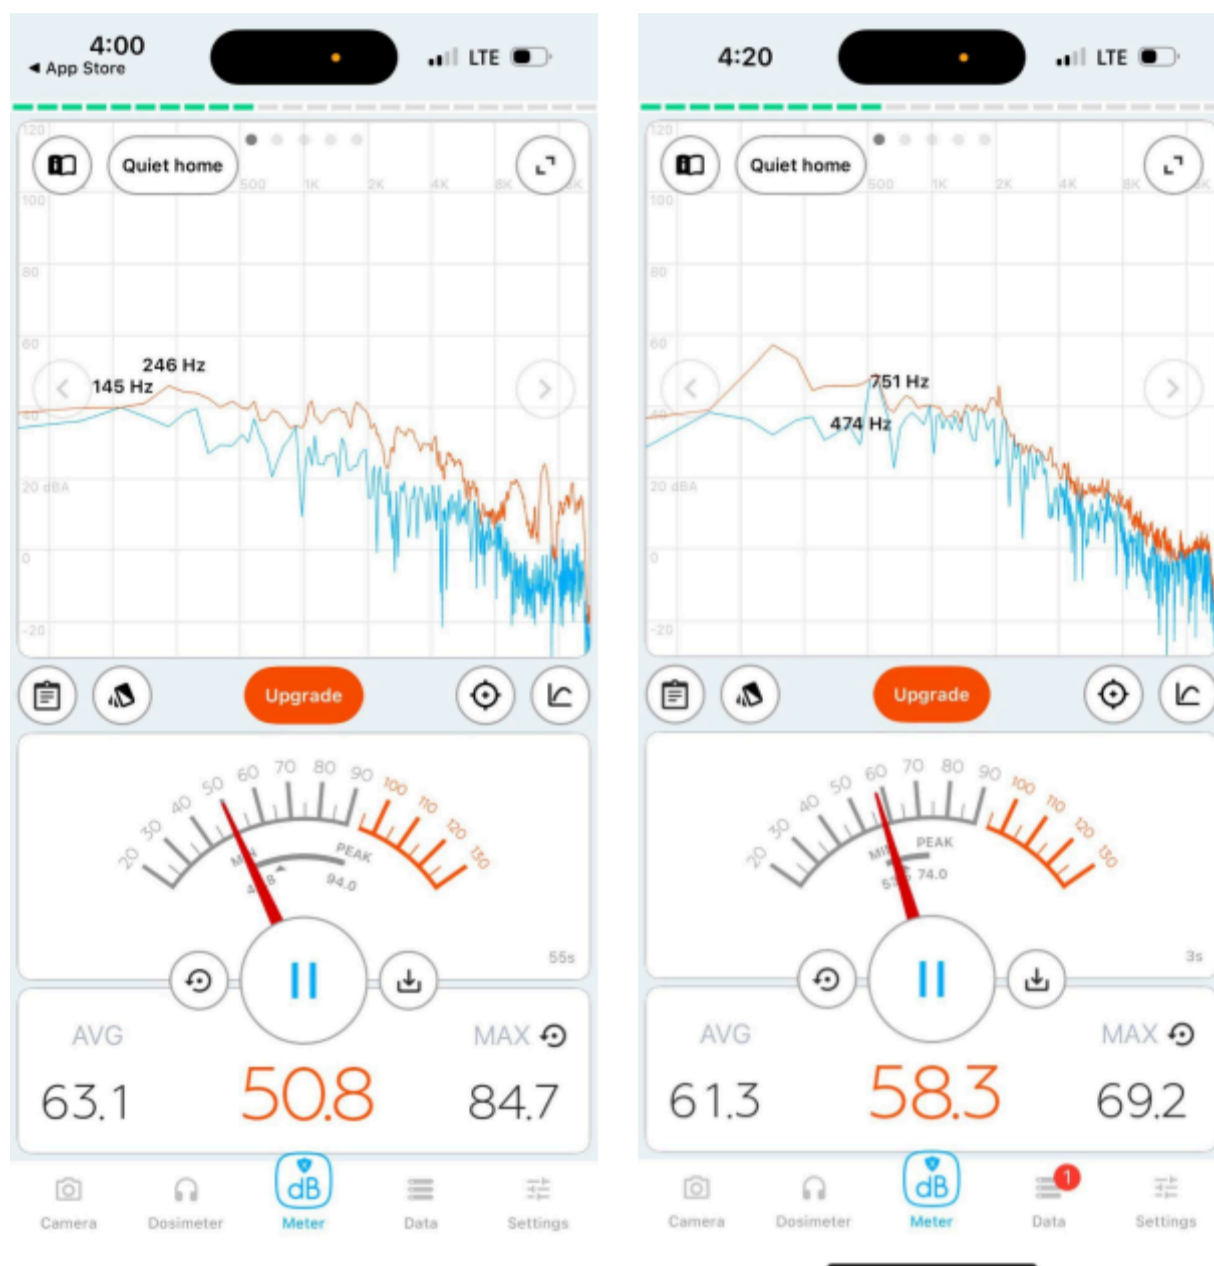 4:00
App Store
LTE
120
Quiet home
500 1K 2K 4K 8K
100
80
60
246 Hz
145 Hz
40
20 dBA
0
-20
Upgrade
20 30 40 50 60 70 80 90 100 110 120 130
MIN
PEAK
94.0
55s
AVG
MAX
63.1
50.8
84.7
dB
Camera
Dosimeter
Meter
Data
Settings
4:20
LTE
120
Quiet home
500 1K 2K 4K 8K
100
80
60
751 Hz
40
474 Hz
20 dBA
0
-20
Upgrade
20 30 40 50 60 70 80 90 100 110 120 130
PEAK
74.0
3s
AVG
MAX
61.3
58.3
69.2
dB
1
Camera
Dosimeter
Meter
Data
Settings